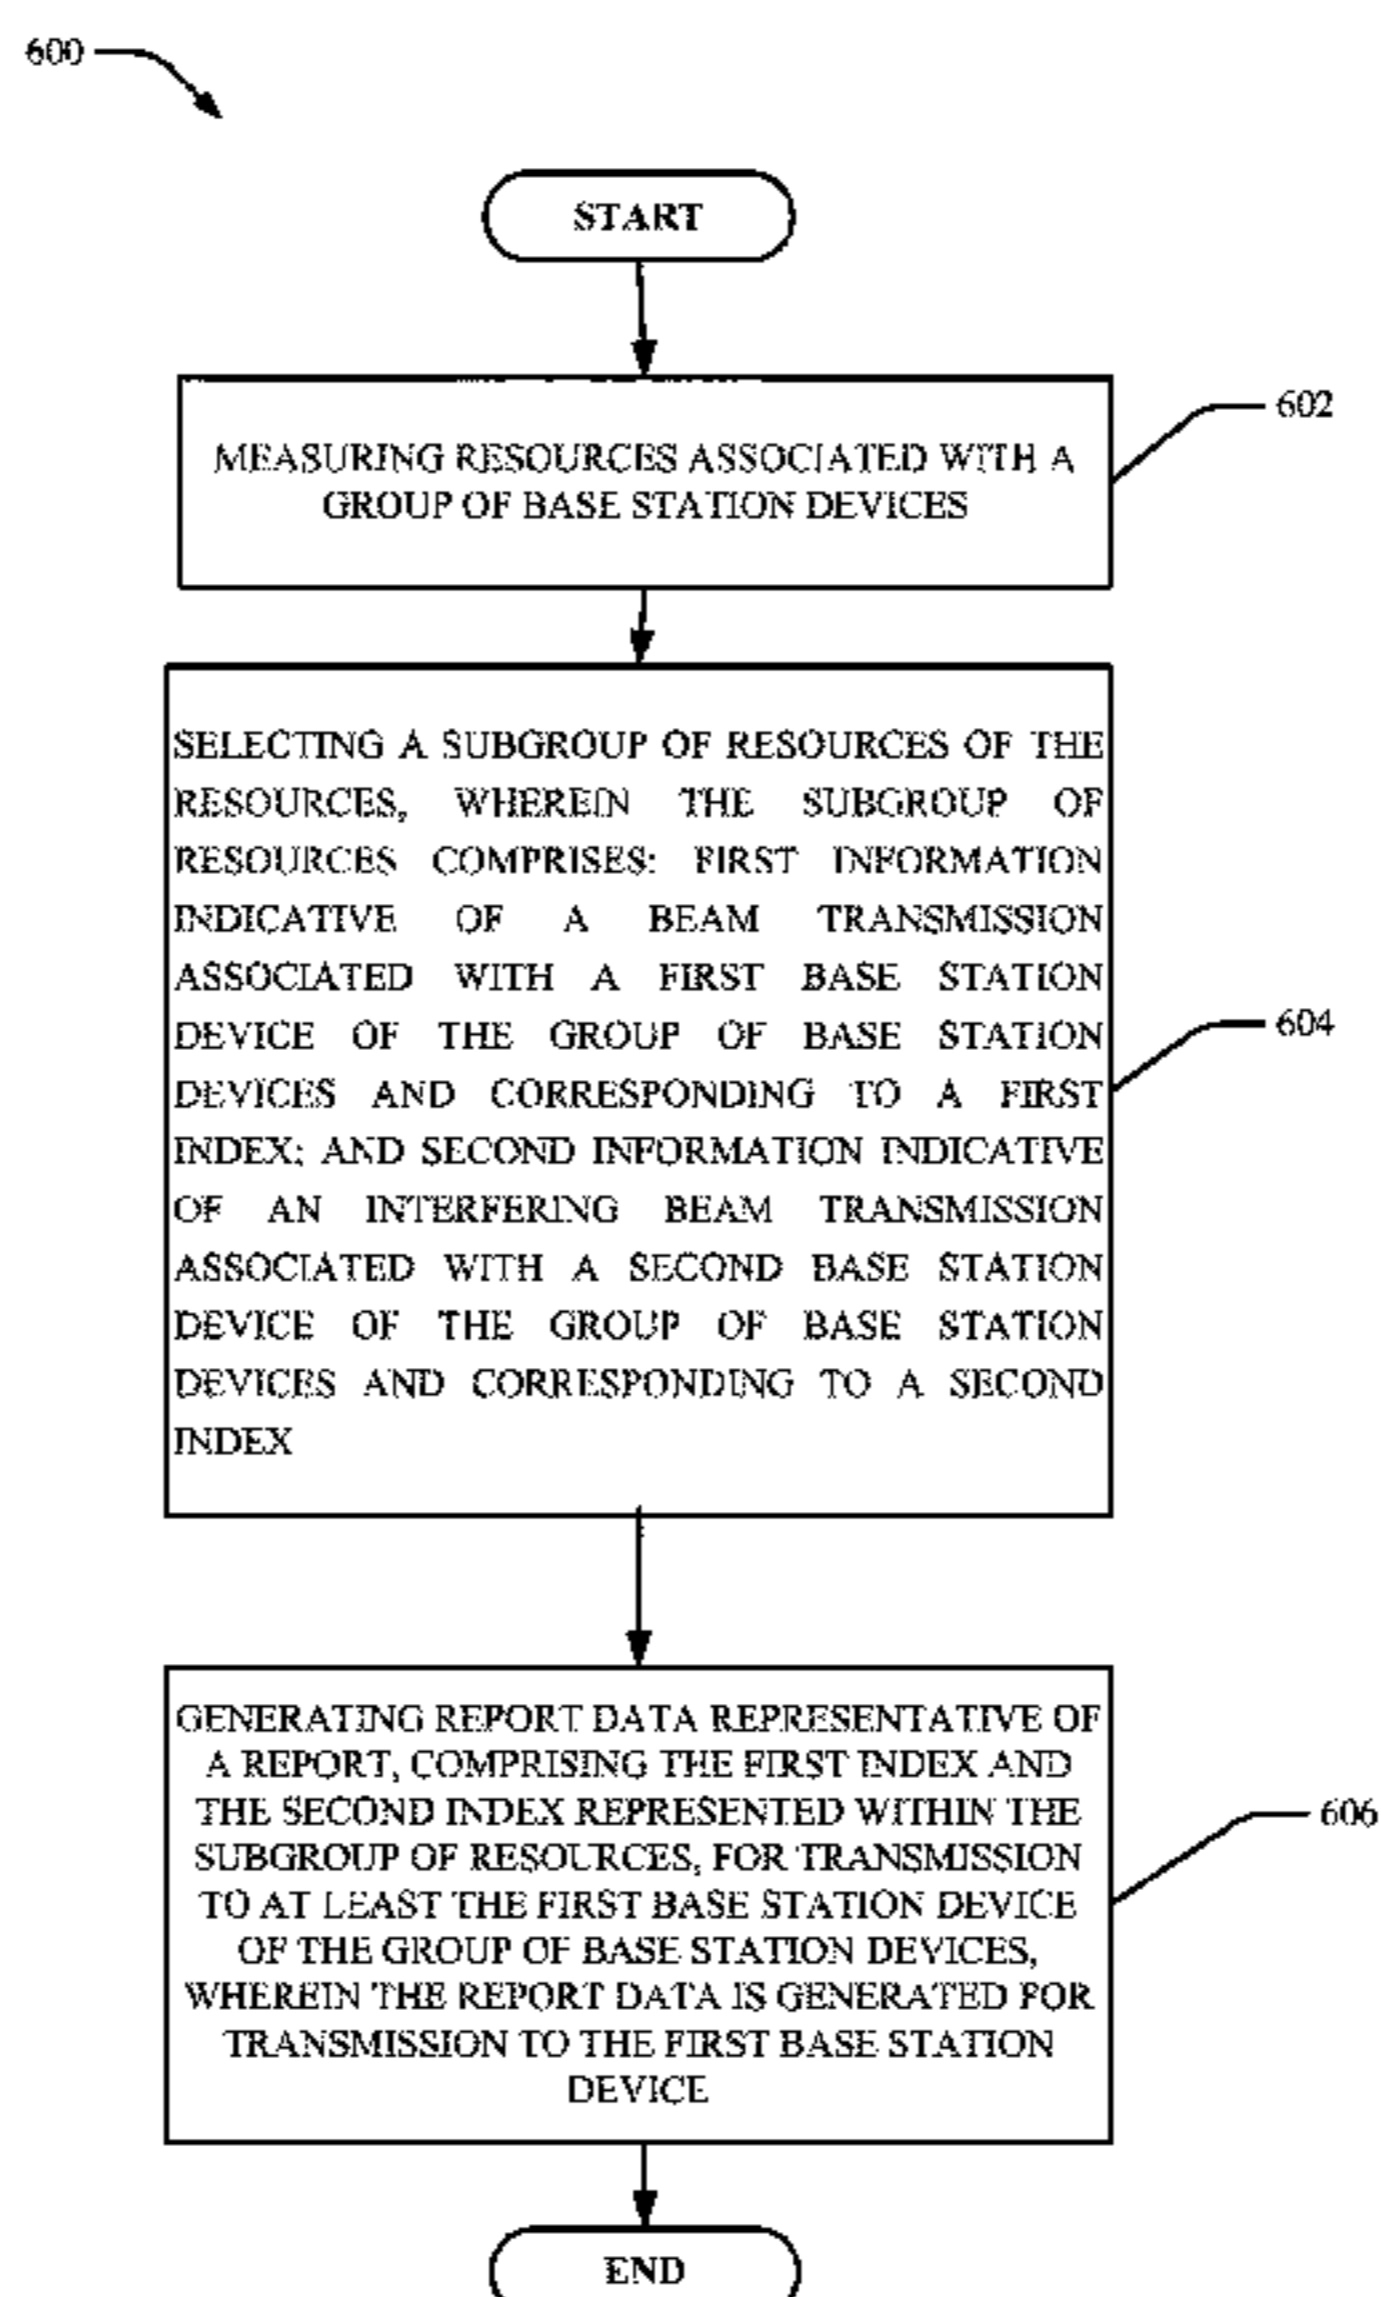 600
START
602
MEASURING RESOURCES ASSOCIATED WITH A
GROUP OF BASE STATION DEVICES
SELECTING A SUBGROUP OF RESOURCES OF THE
RESOURCES, WHEREIN THE SUBGROUP OF
RESOURCES COMPRISES: FIRST INFORMATION
INDICATIVE OF A BEAM TRANSMISSION
ASSOCIATED WITH A FIRST BASE STATION
DEVICE OF THE GROUP OF BASE STATION
DEVICES AND CORRESPONDING TO A FIRST
INDEX; AND SECOND INFORMATION INDICATIVE
OF AN INTERFERING BEAM TRANSMISSION
ASSOCIATED WITH A SECOND BASE STATION
DEVICE OF THE GROUP OF BASE STATION
DEVICES AND CORRESPONDING TO A SECOND
INDEX
604
GENERATING REPORT DATA REPRESENTATIVE OF
A REPORT, COMPRISING THE FIRST INDEX AND
THE SECOND INDEX REPRESENTED WITHIN THE
SUBGROUP OF RESOURCES, FOR TRANSMISSION
TO AT LEAST THE FIRST BASE STATION DEVICE
OF THE GROUP OF BASE STATION DEVICES,
WHEREIN THE REPORT DATA IS GENERATED FOR
TRANSMISSION TO THE FIRST BASE STATION
DEVICE
606
END